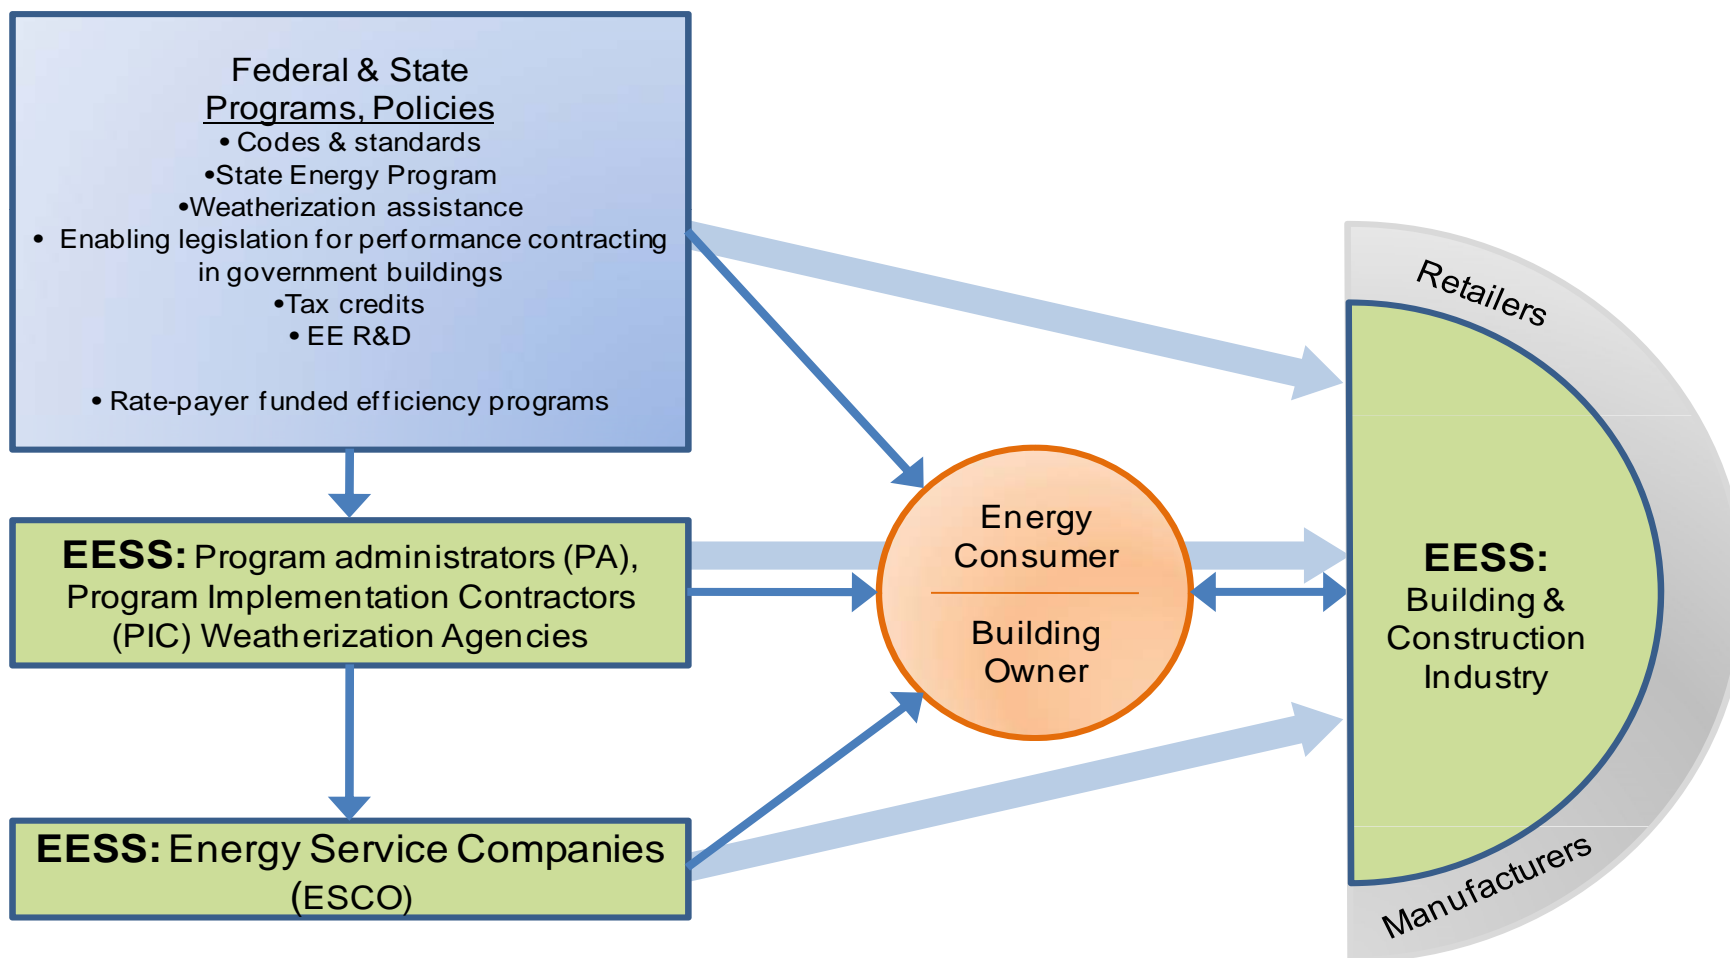 Federal & State
Programs, Policies
• Codes & standards
•State Energy Program
•Weatherization assistance
• Enabling legislation for performance contracting
in government buildings
•Tax credits
• EE R&D
• Rate-payer funded efficiency programs
EESS: Program administrators (PA),
Program Implementation Contractors
(PIC) Weatherization Agencies
EESS: Energy Service Companies
(ESCO)
Energy
Consumer
Building
Owner
Retailers
EESS:
Building &
Construction
Industry
Manufacturers